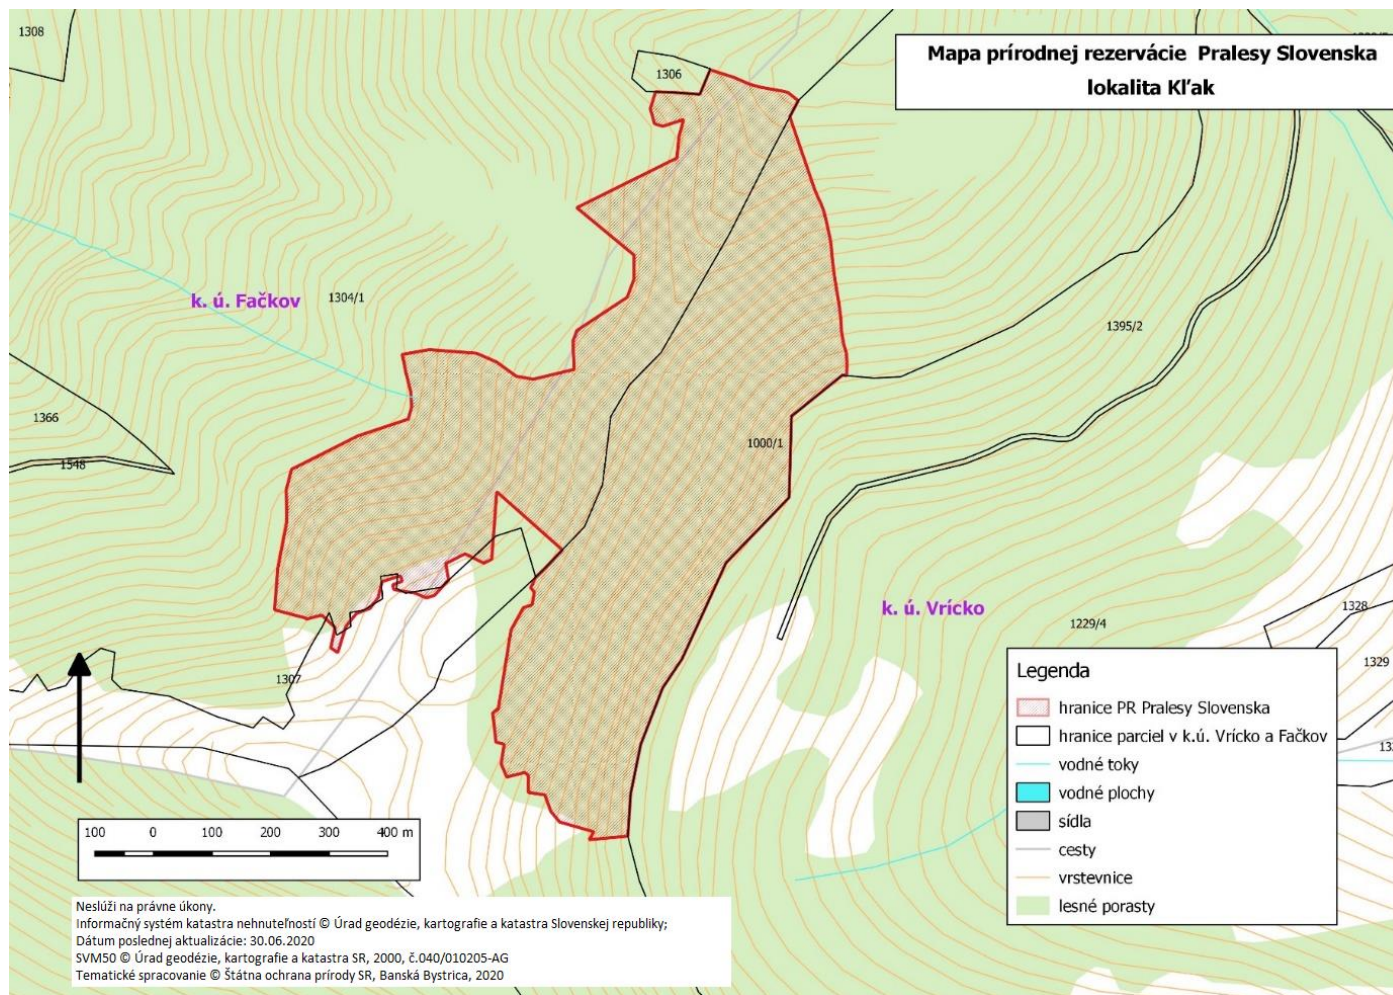 1308
1306
Mapa prírodnej rezervácie Pralesy Slovenska
lokalita Kľak
k. ú. Fačkov
1304/1
1395/2
1366
1548
1000/1
k. ú. Vrícko
1229/4
1328
1329
1307
Legenda
hranice PR Pralesy Slovenska
hranice parciel v k.ú. Vrícko a Fačkov
vodné toky
vodné plochy
sídla
cesty
vrstevnice
lesné porasty
100 0 100 200 300 400 m
Neslúži na právne úkony.
Informačný systém katastra nehnuteľností © Úrad geodézie, kartografie a katastra Slovenskej republiky;
Dátum poslednej aktualizácie: 30.06.2020
SVM50 © Úrad geodézie, kartografie a katastra SR, 2000, č.040/010205-AG
Tematické spracovanie © Štátna ochrana prírody SR, Banská Bystrica, 2020